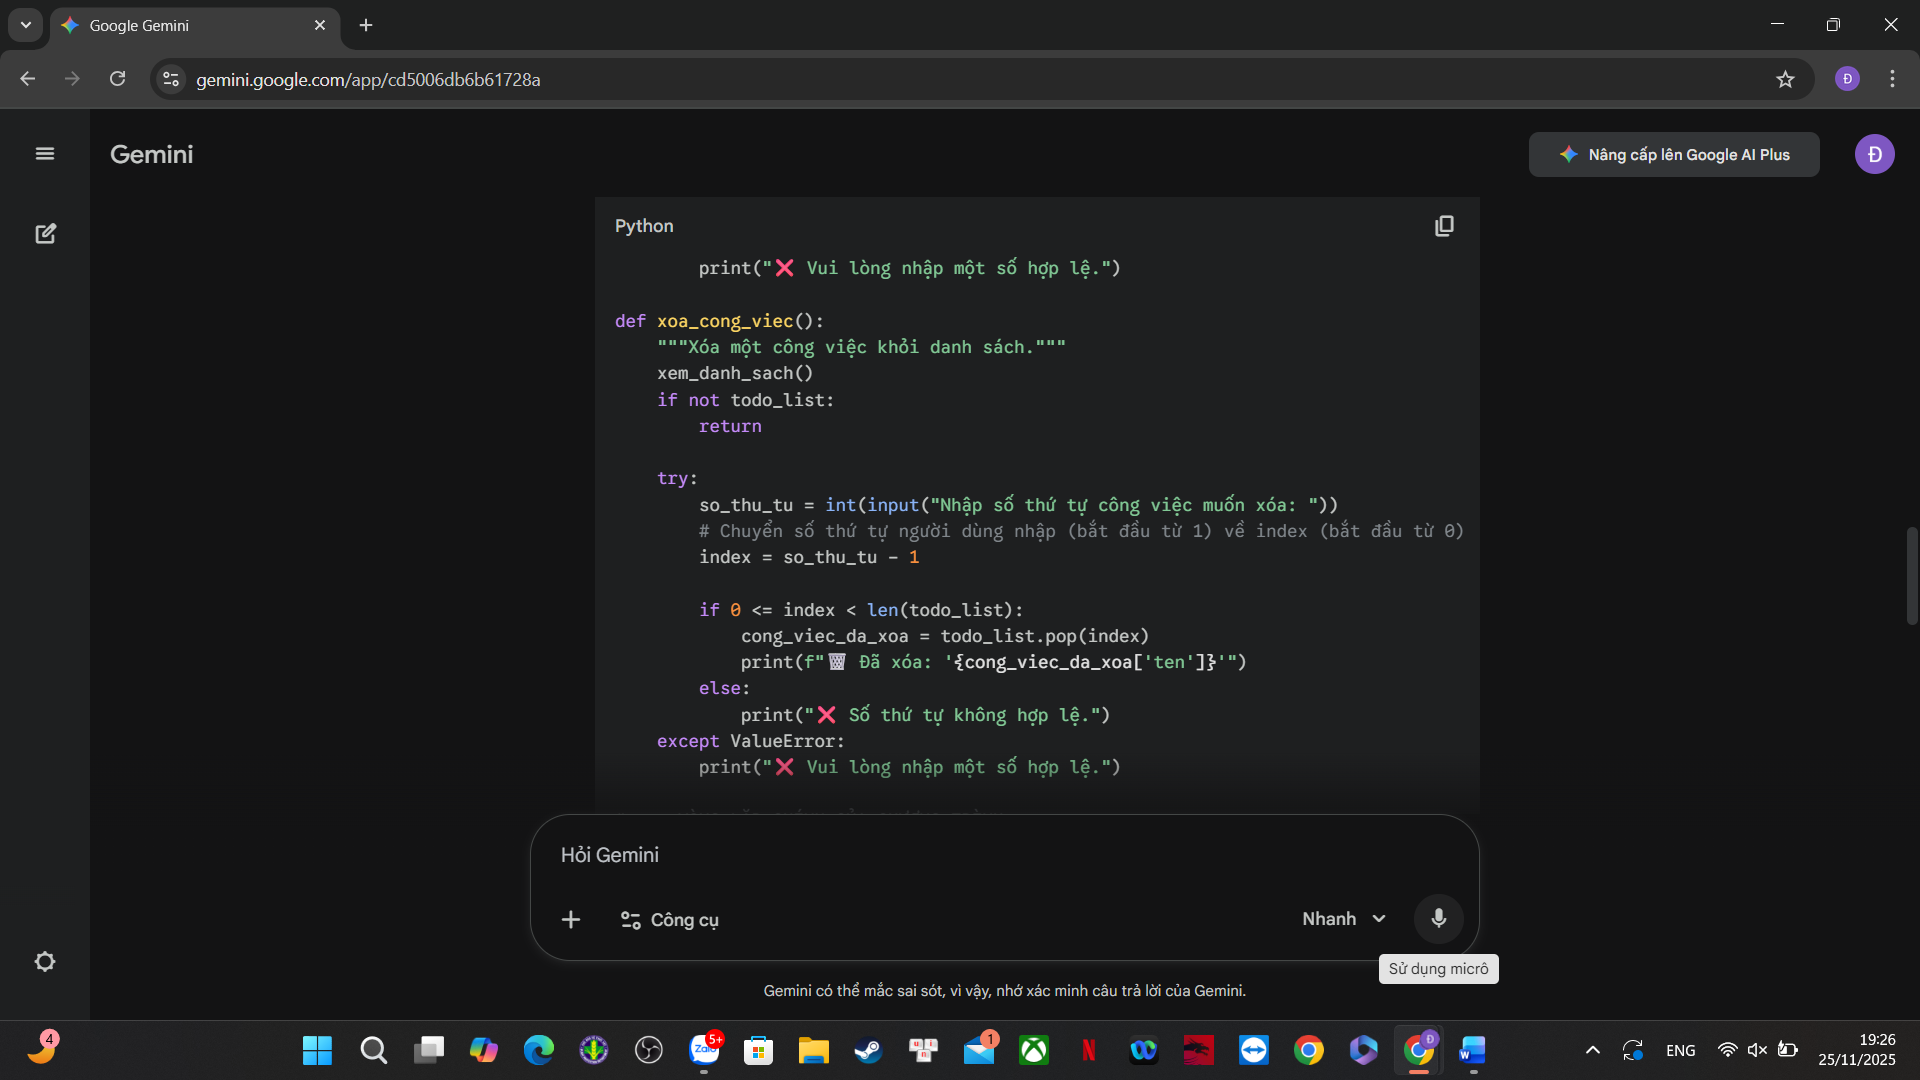 Google Gemini
gemini.google.com/app/cd5006db6b61728a
Đ
Gemini
Nâng cấp lên Google AI Plus
Đ
Python
print("❌ Vui lòng nhập một số hợp lệ.")
def xoa_cong_viec():
"""Xóa một công việc khỏi danh sách."""
xem_danh_sach()
if not todo_list:
return
try:
so_thu_tu = int(input("Nhập số thứ tự công việc muốn xóa: "))
# Chuyển số thứ tự người dùng nhập (bắt đầu từ 1) về index (bắt đầu từ 0)
index = so_thu_tu - 1
if 0 <= index < len(todo_list):
cong_viec_da_xoa = todo_list.pop(index)
print(f"🗑️ Đã xóa: '{cong_viec_da_xoa['ten']}'")
else:
print("❌ Số thứ tự không hợp lệ.")
except ValueError:
print("❌ Vui lòng nhập một số hợp lệ.")
Hỏi Gemini
Công cụ
Nhanh
Sử dụng micrô
Gemini có thể mắc sai sót, vì vậy, nhớ xác minh câu trả lời của Gemini.
4
Zalo
5+
1
Đ
ENG
19:26
25/11/2025